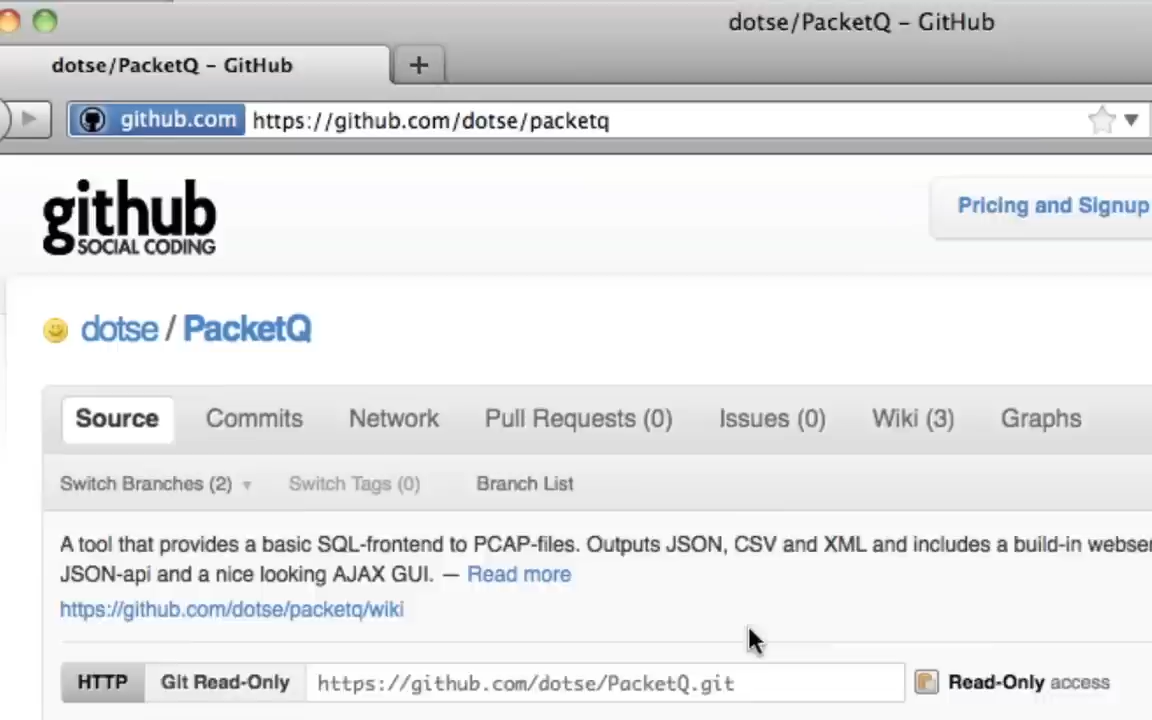 dotse/PacketQ – GitHub
dotse/PacketQ – GitHub +
github.com https://github.com/dotse/packetq
github
SOCIAL CODING
Pricing and Signup
dotse / PacketQ
Source Commits Network Pull Requests (0) Issues (0) Wiki (3) Graphs
Switch Branches (2) Switch Tags (0) Branch List
A tool that provides a basic SQL-frontend to PCAP-files. Outputs JSON, CSV and XML and includes a build-in
JSON-api and a nice looking AJAX GUI. — Read more
https://github.com/dotse/packetq/wiki
HTTP Git Read-Only https://github.com/dotse/PacketQ.git Read-Only access